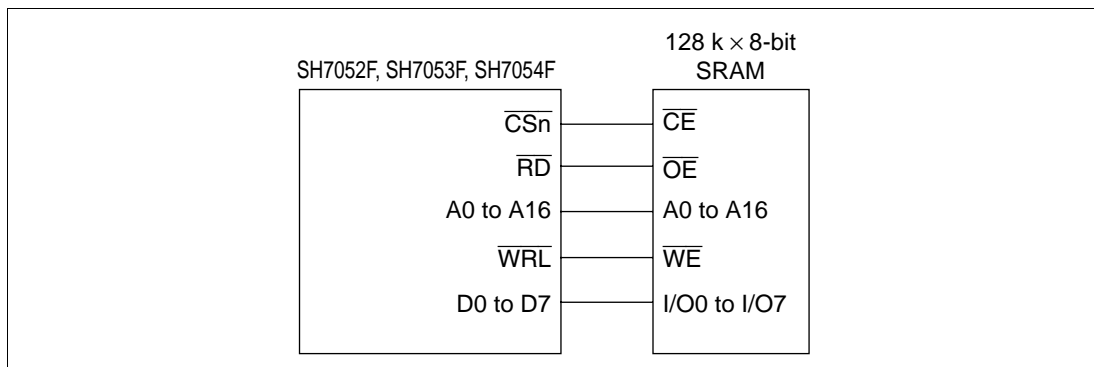 128 k × 8-bit
SH7052F, SH7053F, SH7054F SRAM
CSn CE
RD OE
A0 to A16 A0 to A16
WRL WE
D0 to D7 I/O0 to I/O7